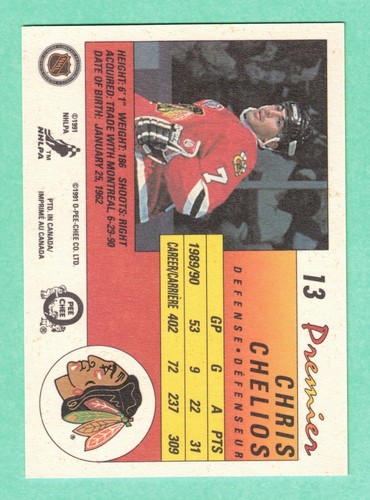 13 Premier
CHRIS
CHELIOS
DEFENSE • DÉFENSEUR
GP G A PTS
1989/90 53 9 22 31
CAREER/CARRIÈRE 402 72 237 309
7
HEIGHT: 6' 1" WEIGHT: 186 SHOOTS: RIGHT
ACQUIRED: TRADE WITH MONTREAL, 6-29-90
DATE OF BIRTH: JANUARY 25, 1962
NHL
©1991
NHLPA
NHLPA
©1991 O-PEE-CHEE CO. LTD.
PTD. IN CANADA/
IMPRIMÉ AU CANADA
O
PEE
CHEE
®
®